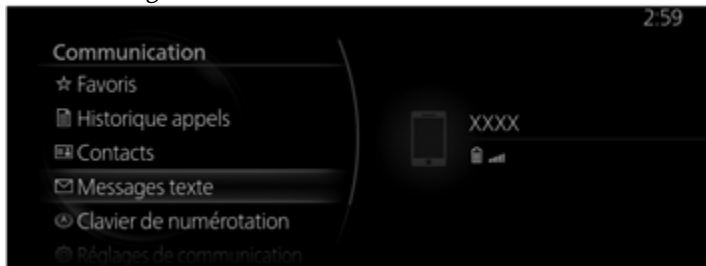 2:59
Communication
Favoris
Historique appels
XXXX
Contacts
Messages texte
Clavier de numérotation
Réglages de communication